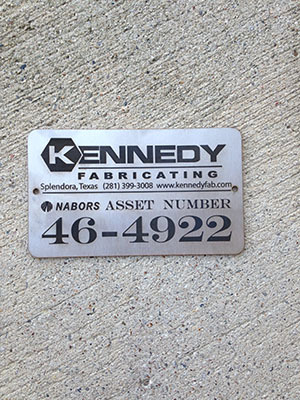 KENNEDY
FABRICATING
Splendora, Texas (281) 399-3008 www.kennedyfab.com
NABORS ASSET NUMBER
46-4922